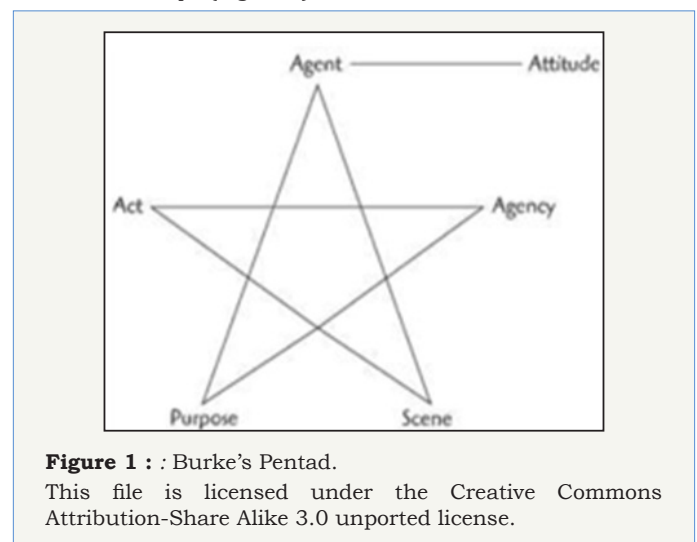 Agent Attitude
Act Agency
Purpose Scene
Figure 1 : : Burke's Pentad.
This file is licensed under the Creative Commons
Attribution-Share Alike 3.0 unported license.